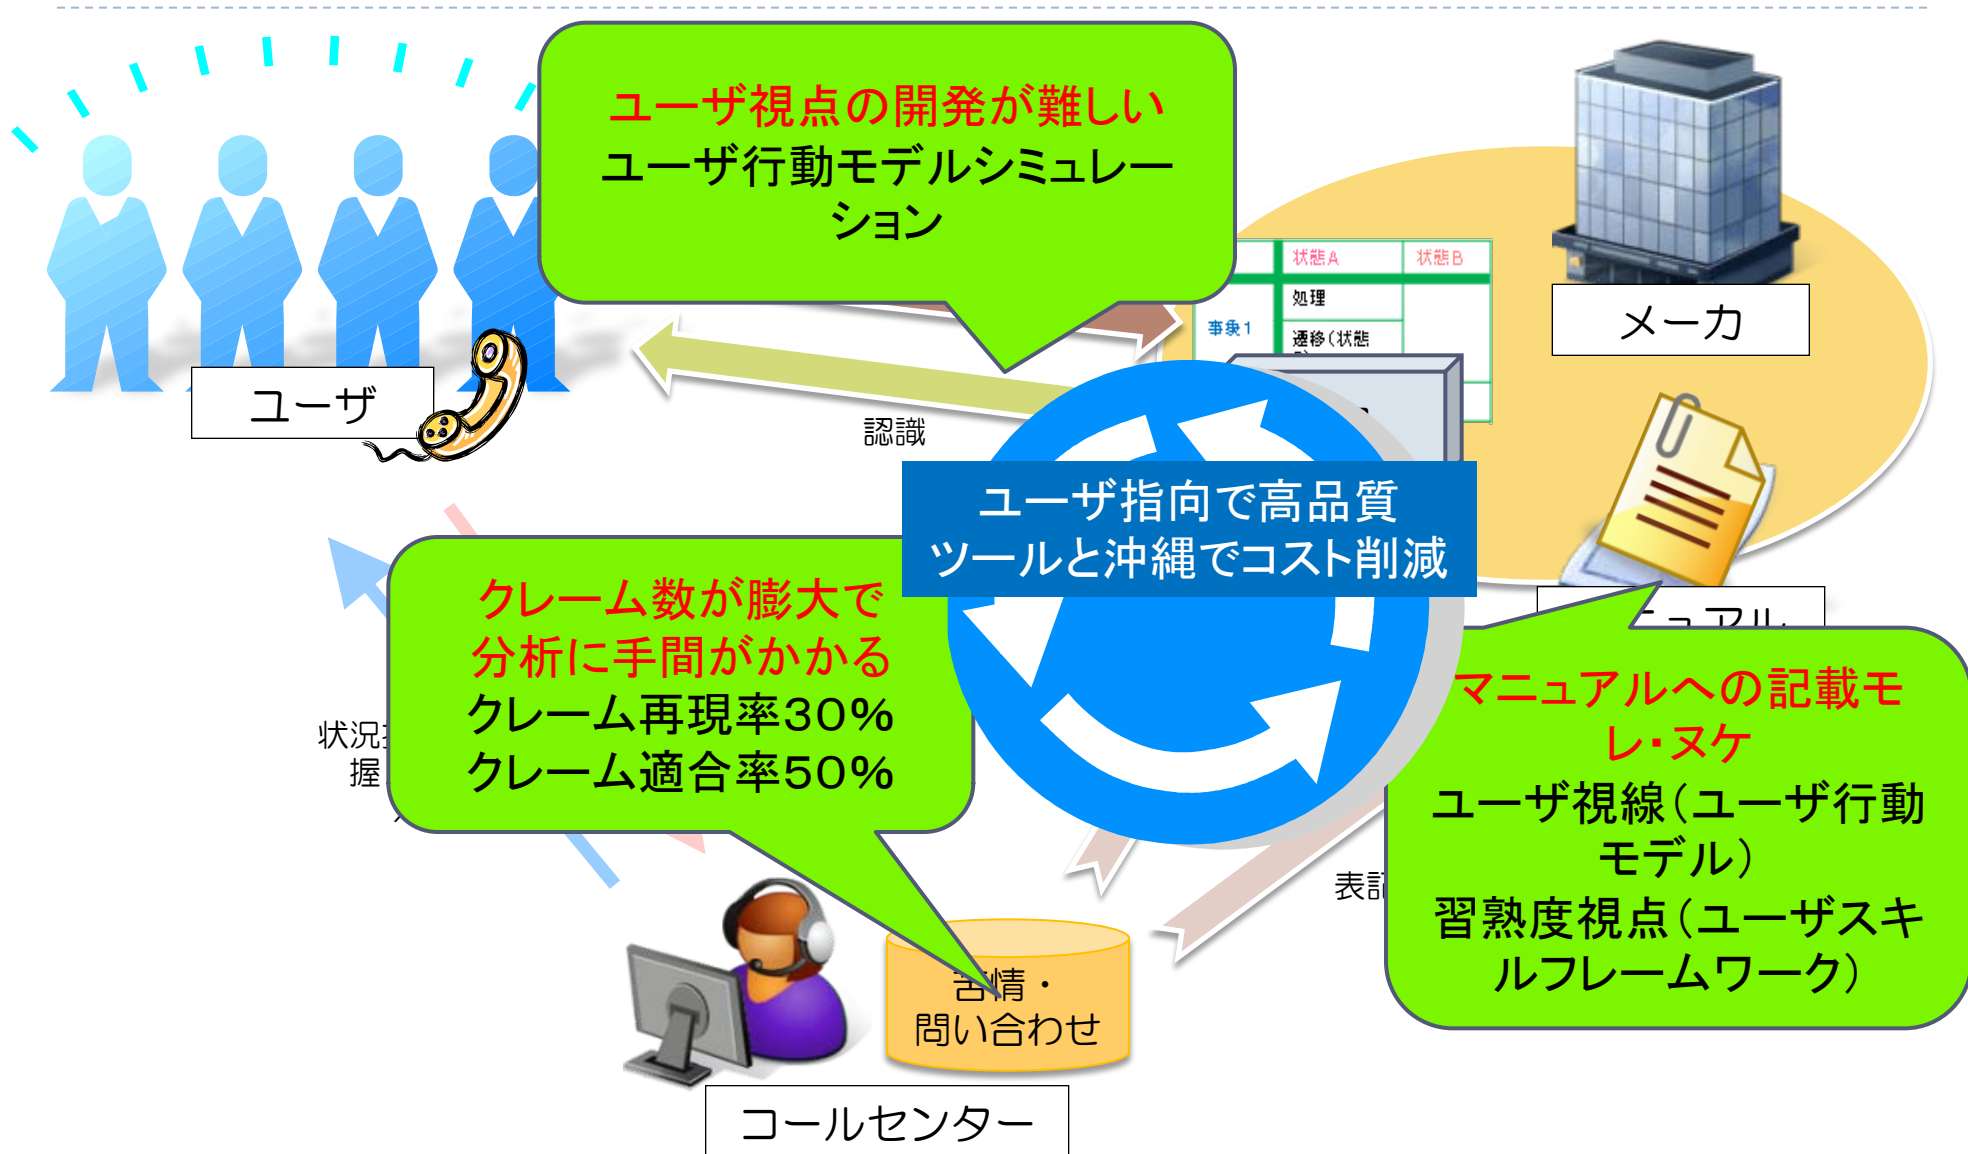 ユーザ視点の開発が難しい
ユーザ行動モデルシミュレー
ション
状態A
状態B
処理
事象1
遷移(状態
メーカ
ユーザ
認識
ユーザ指向で高品質
ツールと沖縄でコスト削減
クレーム数が膨大で
分析に手間がかかる
クレーム再現率30%
クレーム適合率50%
状況
握
ニュアル
マニュアルへの記載モ
レ・ヌケ
ユーザ視線(ユーザ行動
モデル)
習熟度視点(ユーザスキ
ルフレームワーク)
表記
苦情・
問い合わせ
コールセンター